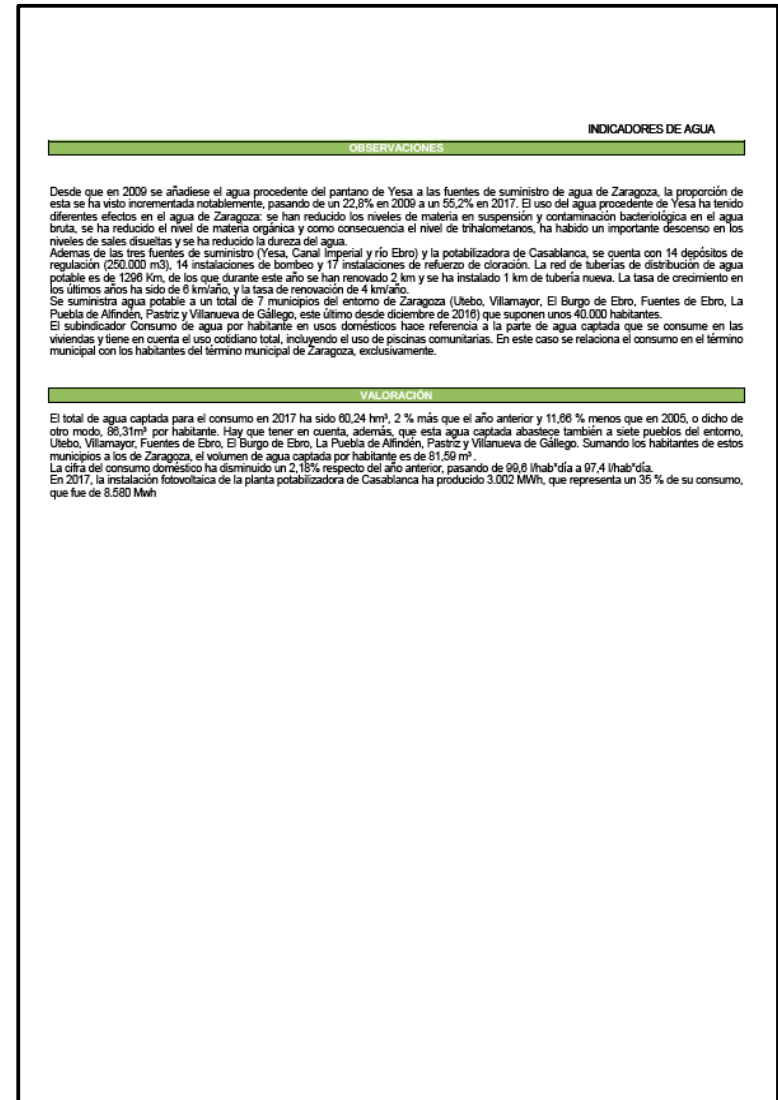 INDICADORES DE AGUA
OBSERVACIONES
Desde que en 2009 se añadiese el agua procedente del pantano de Yesa a las fuentes de suministro de agua de Zaragoza, la proporción de
esta se ha visto incrementada notablemente, pasando de un 22,8% en 2009 a un 55,2% en 2017. El uso del agua procedente de Yesa ha tenido
diferentes efectos en el agua de Zaragoza: se han reducido los niveles de materia en suspensión y contaminación bacteriológica en el agua
bruta, se ha reducido el nivel de materia orgánica y como consecuencia el nivel de trihalometanos, ha habido un importante descenso en los
niveles de sales disueltas y se ha reducido la dureza del agua.
Ademas de las tres fuentes de suministro (Yesa, Canal Imperial y río Ebro) y la potabilizadora de Casablanca, se cuenta con 14 depósitos de
regulación (250.000 m3), 14 instalaciones de bombeo y 17 instalaciones de refuerzo de cloración. La red de tuberías de distribución de agua
potable es de 1296 Km, de los que durante este año se han renovado 2 km y se ha instalado 1 km de tubería nueva. La tasa de crecimiento en
los últimos años ha sido de 6 km/año, y la tasa de renovación de 4 km/año.
Se suministra agua potable a un total de 7 municipios del entorno de Zaragoza (Utebo, Villamayor, El Burgo de Ebro, Fuentes de Ebro, La
Puebla de Alfindén, Pastriz y Villanueva de Gállego, este último desde diciembre de 2016) que suponen unos 40.000 habitantes.
El subindicador Consumo de agua por habitante en usos domésticos hace referencia a la parte de agua captada que se consume en las
viviendas y tiene en cuenta el uso cotidiano total, incluyendo el uso de piscinas comunitarias. En este caso se relaciona el consumo en el término
municipal con los habitantes del término municipal de Zaragoza, exclusivamente.
VALORACIÓN
El total de agua captada para el consumo en 2017 ha sido 60,24 hm³, 2 % más que el año anterior y 11,66 % menos que en 2005, o dicho de
otro modo, 86,31m³ por habitante. Hay que tener en cuenta, además, que esta agua captada abastece también a siete pueblos del entorno,
Utebo, Villamayor, Fuentes de Ebro, El Burgo de Ebro, La Puebla de Alfindén, Pastriz y Villanueva de Gállego. Sumando los habitantes de estos
municipios a los de Zaragoza, el volumen de agua captada por habitante es de 81,59 m³ .
La cifra del consumo doméstico ha disminuido un 2,18% respecto del año anterior, pasando de 99,6 l/hab*día a 97,4 l/hab*día.
En 2017, la instalación fotovoltaica de la planta potabilizadora de Casablanca ha producido 3.002 MWh, que representa un 35 % de su consumo,
que fue de 8.580 Mwh